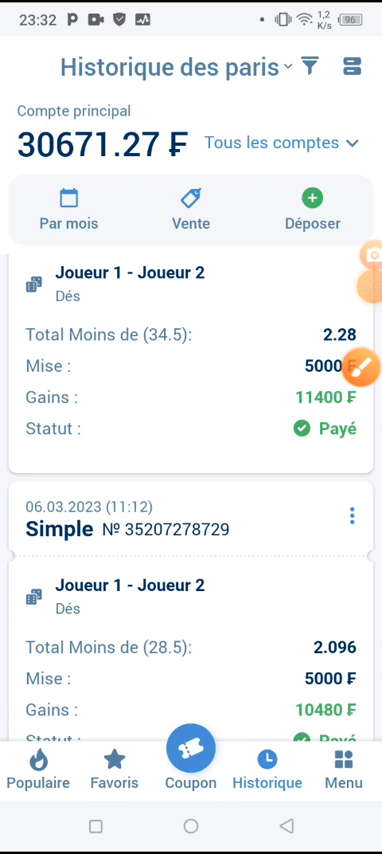 23:32
1,2
K/s
96
Historique des paris
Compte principal
30671.27 ₣ Tous les comptes
Par mois Vente Déposer
Joueur 1 - Joueur 2
Dés
Total Moins de (34.5): 2.28
Mise : 5000
Gains : 11400 ₣
Statut : Payé
06.03.2023 (11:12)
Simple № 35207278729
Joueur 1 - Joueur 2
Dés
Total Moins de (28.5): 2.096
Mise : 5000 ₣
Gains : 10480 ₣
Statut : Payé
Populaire Favoris Coupon Historique Menu